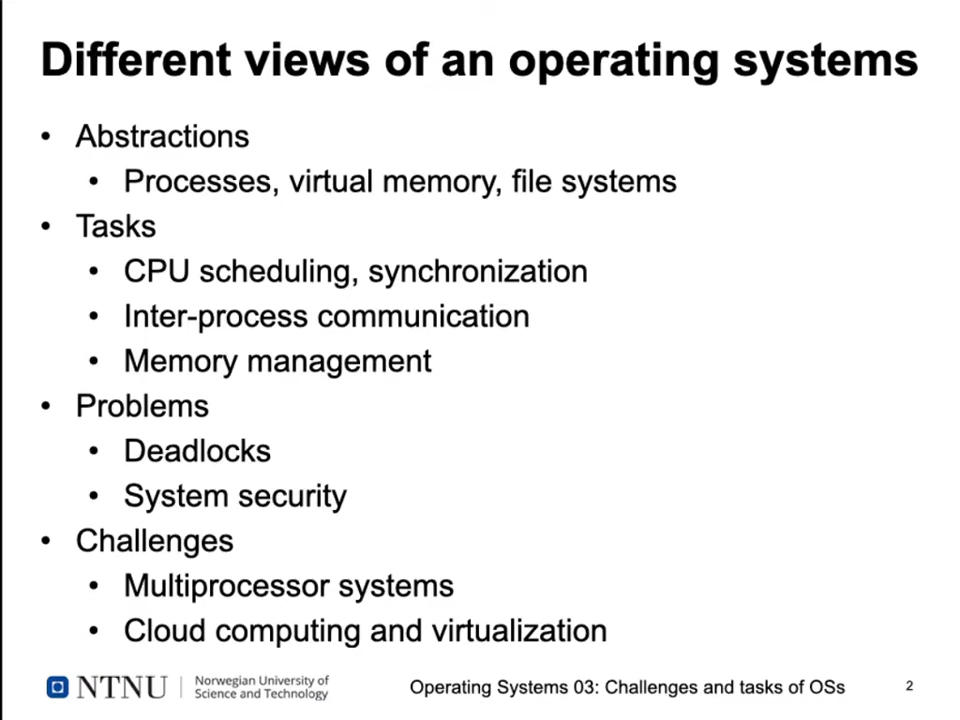 Different views of an operating systems
• Abstractions
• Processes, virtual memory, file systems
• Tasks
• CPU scheduling, synchronization
• Inter-process communication
• Memory management
• Problems
• Deadlocks
• System security
• Challenges
• Multiprocessor systems
• Cloud computing and virtualization
NTNU
Norwegian University of
Science and Technology
Operating Systems 03: Challenges and tasks of OSs
2